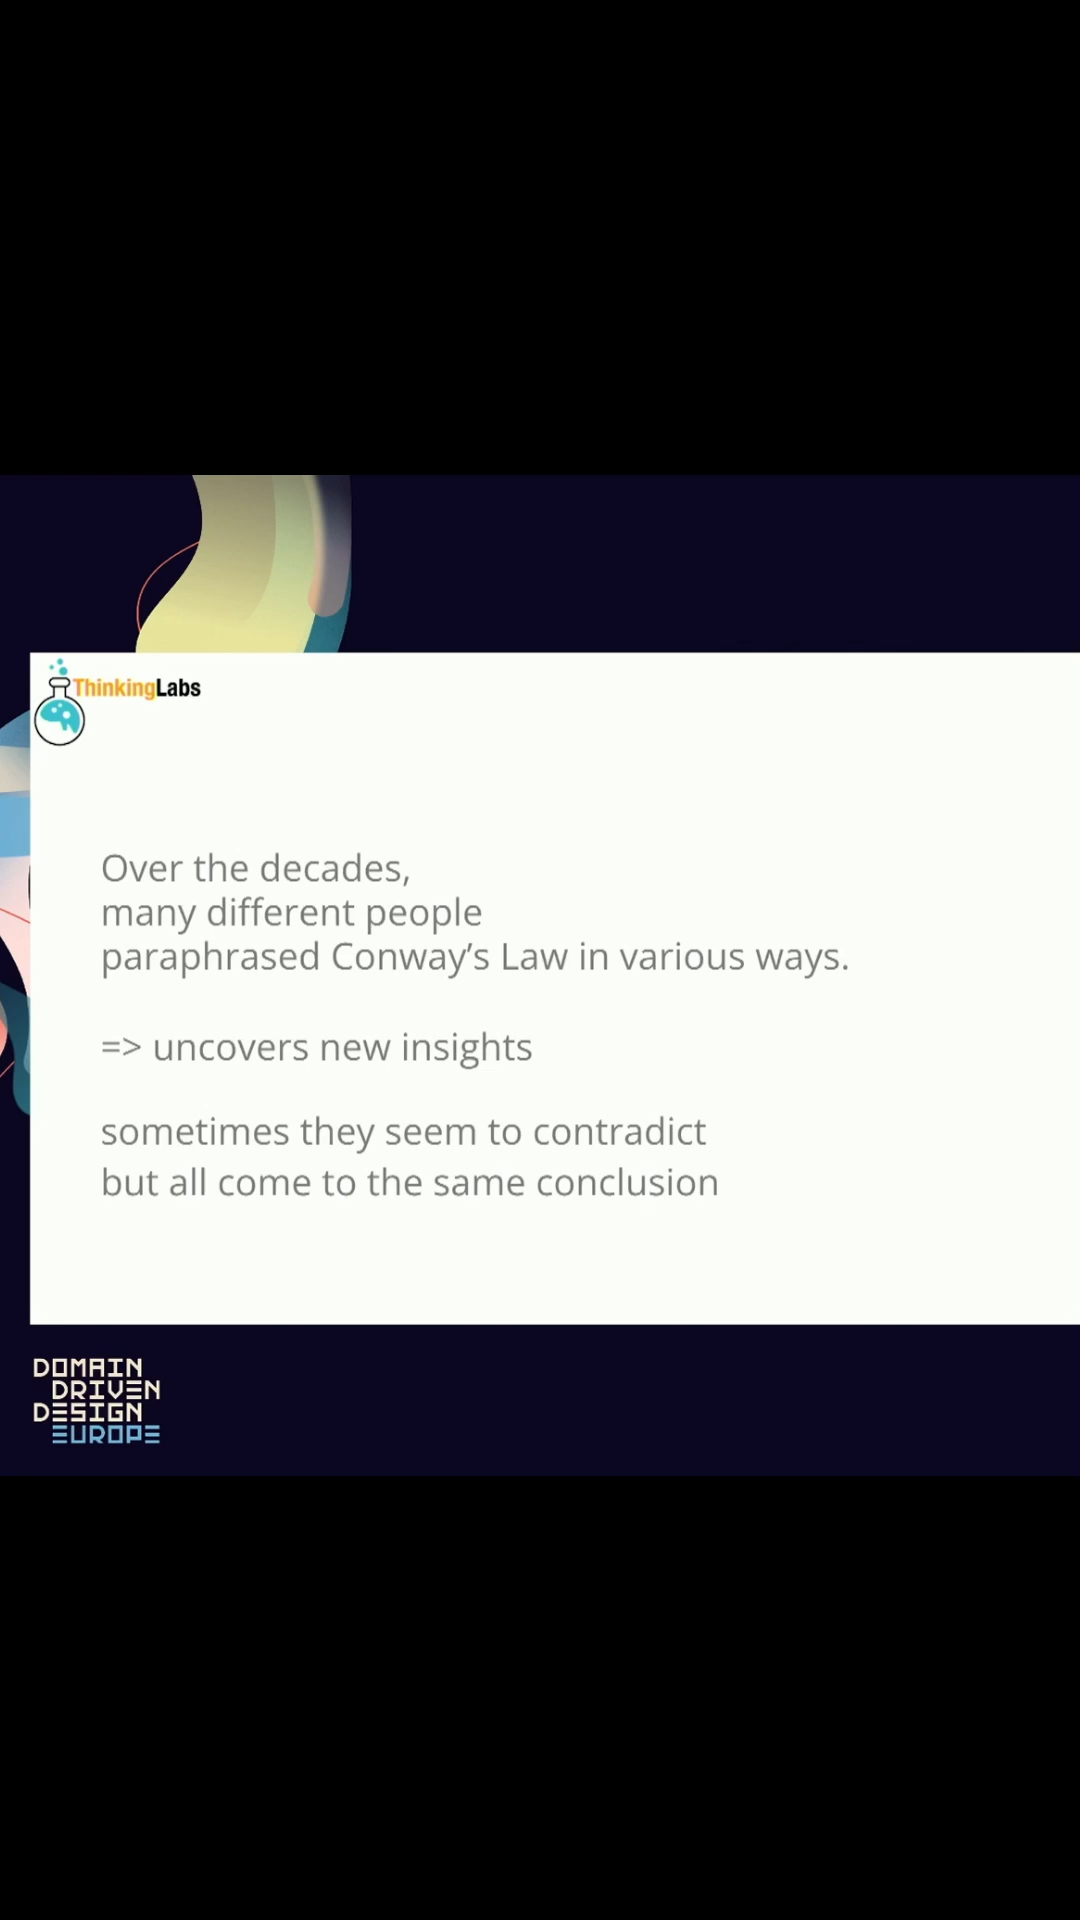 ThinkingLabs
Over the decades,
many different people
paraphrased Conway’s Law in various ways.
=> uncovers new insights
sometimes they seem to contradict
but all come to the same conclusion
DOMAIN
DRIVEN
DESIGN
EUROPE